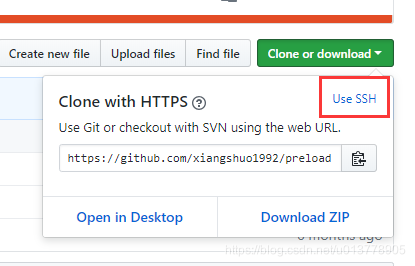 Create new file Upload files Find file Clone or download
Clone with HTTPS ? Use SSH
Use Git or checkout with SVN using the web URL.
https://github.com/xiangshuo1992/preload
Open in Desktop Download ZIP
6 months ago
https://blog.csdn.net/u013778905